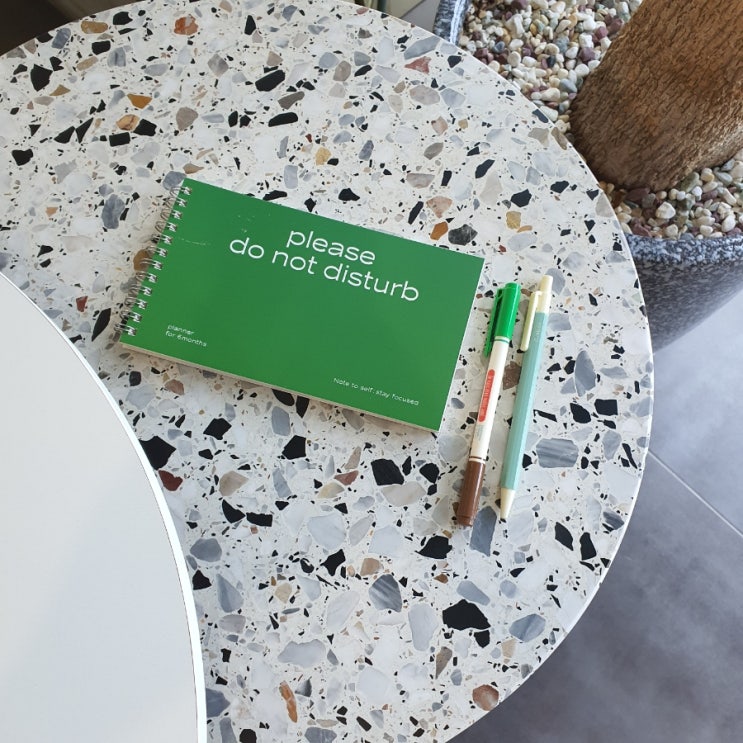 please
do not disturb
planner
for 6months
Note to self: stay focused